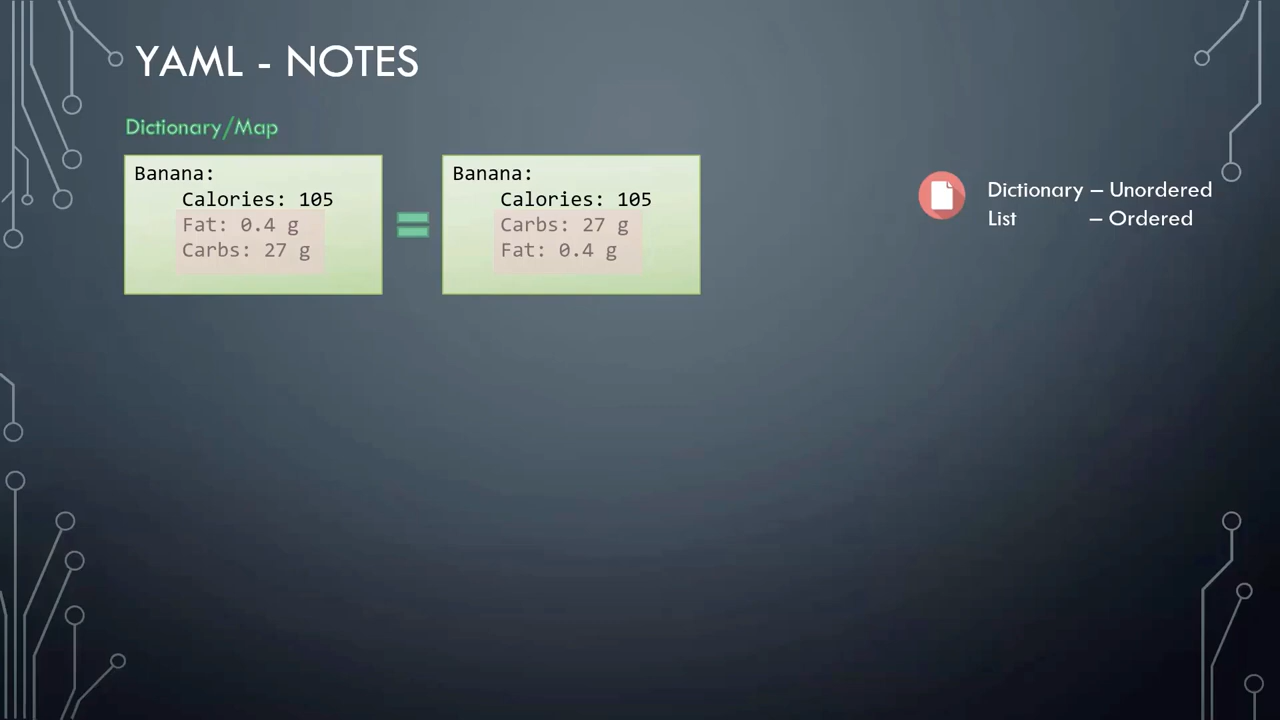 YAML - NOTES
Dictionary/Map
Banana:
Calories: 105
Fat: 0.4 g
Carbs: 27 g
Banana:
Calories: 105
Carbs: 27 g
Fat: 0.4 g
Dictionary – Unordered
List – Ordered